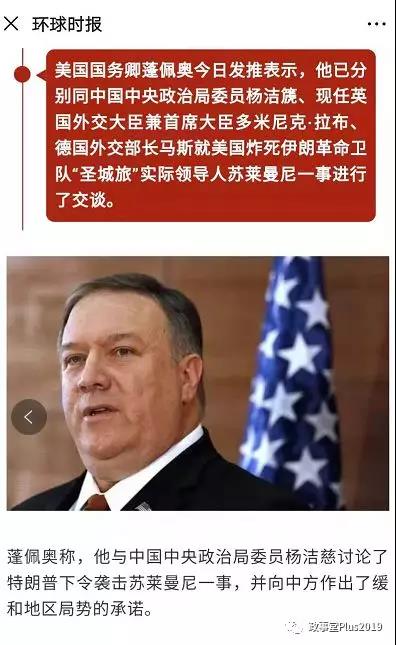 环球时报
美国国务卿蓬佩奥今日发推表示，他已分
别同中国中央政治局委员杨洁篪、现任英
国外交大臣兼首席大臣多米尼克·拉布、
德国外交部长马斯就美国炸死伊朗革命卫
队“圣城旅”实际领导人苏莱曼尼一事进行
了交谈。
蓬佩奥称，他与中国中央政治局委员杨洁慈讨论了
特朗普下令袭击苏莱曼尼一事，并向中方作出了缓
和地区局势的承诺。
政事堂Plus2019